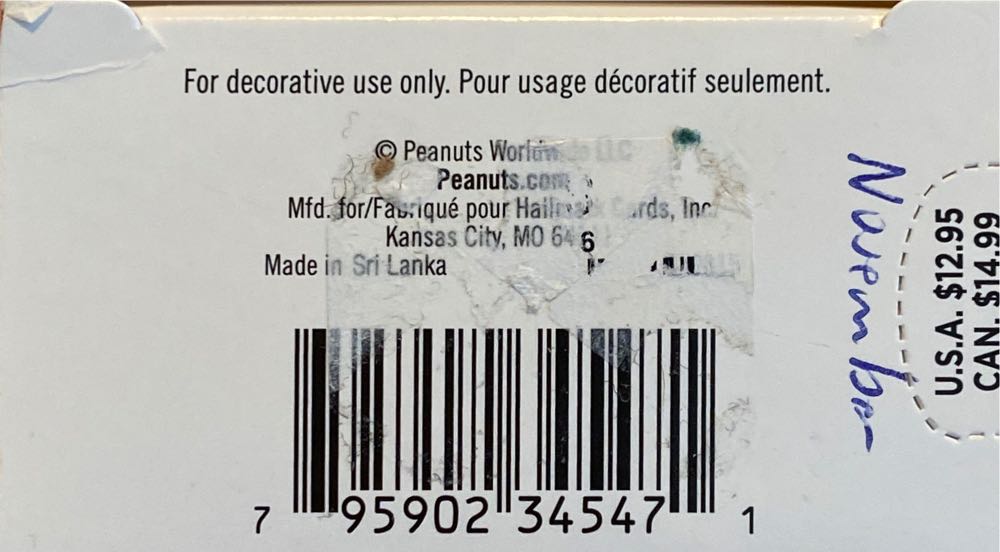 For decorative use only. Pour usage décoratif seulement.
© Peanuts Worldwide LLC
Peanuts.com
Mfd. for/Fabriqué pour Hallmark Cards, Inc.
Kansas City, MO 64
Made in Sri Lanka
7 95902 34547 1
November
U.S.A. $12.95
CAN. $14.99